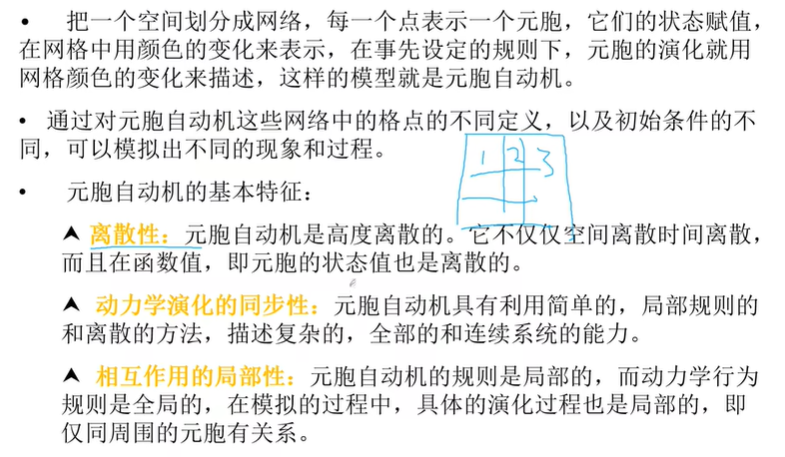 • 把一个空间划分成网络，每一个点表示一个元胞，它们的状态赋值，
在网格中用颜色的变化来表示，在事先设定的规则下，元胞的演化就用
网格颜色的变化来描述，这样的模型就是元胞自动机。
• 通过对元胞自动机这些网络中的格点的不同定义，以及初始条件的不
同，可以模拟出不同的现象和过程。
1 2 3
• 元胞自动机的基本特征：
离散性：元胞自动机是高度离散的。它不仅仅空间离散时间离散，
而且在函数值，即元胞的状态值也是离散的。
动力学演化的同步性：元胞自动机具有利用简单的，局部规则的
和离散的方法，描述复杂的，全部的和连续系统的能力。
相互作用的局部性：元胞自动机的规则是局部的，而动力学行为
规则是全局的，在模拟的过程中，具体的演化过程也是局部的，即
仅同周围的元胞有关系。